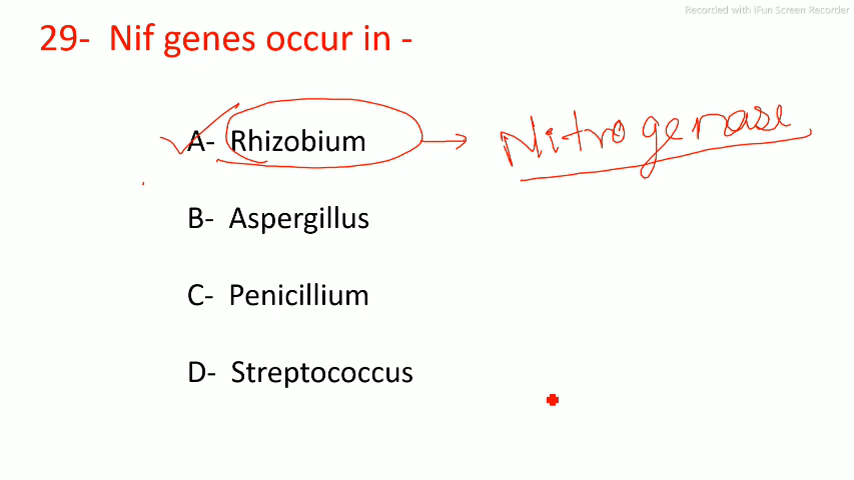 Recorded with iFun Screen Recorder
29- Nif genes occur in -
A- Rhizobium → Nitrogenase
B- Aspergillus
C- Penicillium
D- Streptococcus